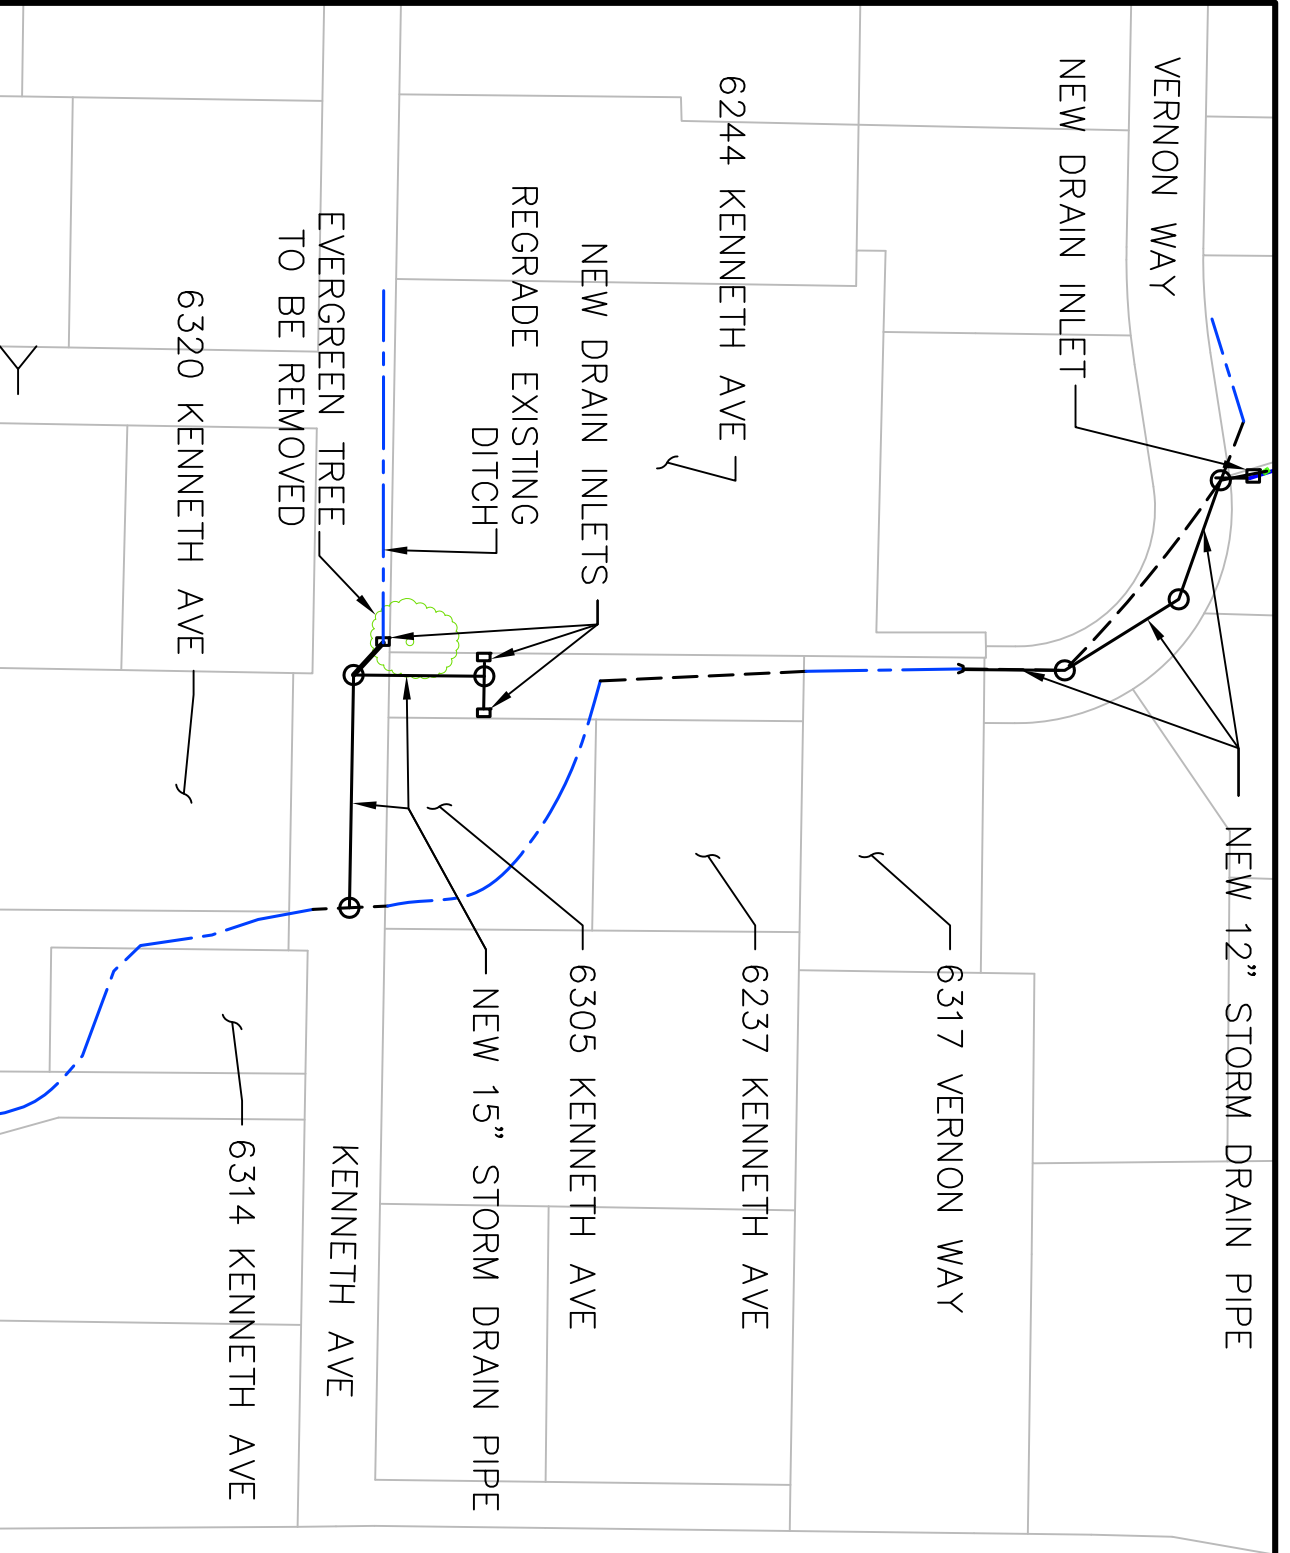 VERNON WAY
NEW DRAIN INLET
6244 KENNETH AVE
NEW DRAIN INLETS
REGRADE EXISTING
DITCH
EVERGREEN TREE
TO BE REMOVED
6320 KENNETH AVE
NEW 12" STORM DRAIN PIPE
6317 VERNON WAY
6237 KENNETH AVE
6305 KENNETH AVE
NEW 15" STORM DRAIN PIPE
KENNETH AVE
6314 KENNETH AVE